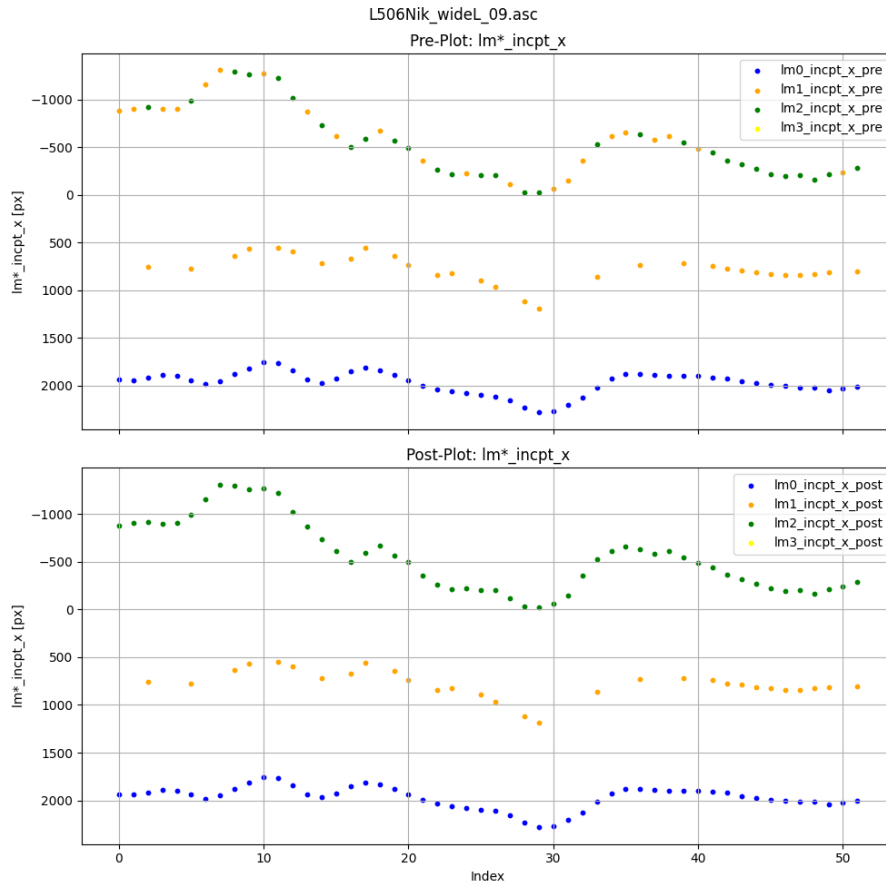 L506Nik_wideL_09.asc
Pre-Plot: lm*_incpt_x
lm0_incpt_x_pre
lm1_incpt_x_pre
lm2_incpt_x_pre
lm3_incpt_x_pre
lm*_incpt_x [px]
−1000
−500
0
500
1000
1500
2000
Post-Plot: lm*_incpt_x
lm0_incpt_x_post
lm1_incpt_x_post
lm2_incpt_x_post
lm3_incpt_x_post
lm*_incpt_x [px]
−1000
−500
0
500
1000
1500
2000
0 10 20 30 40 50
Index